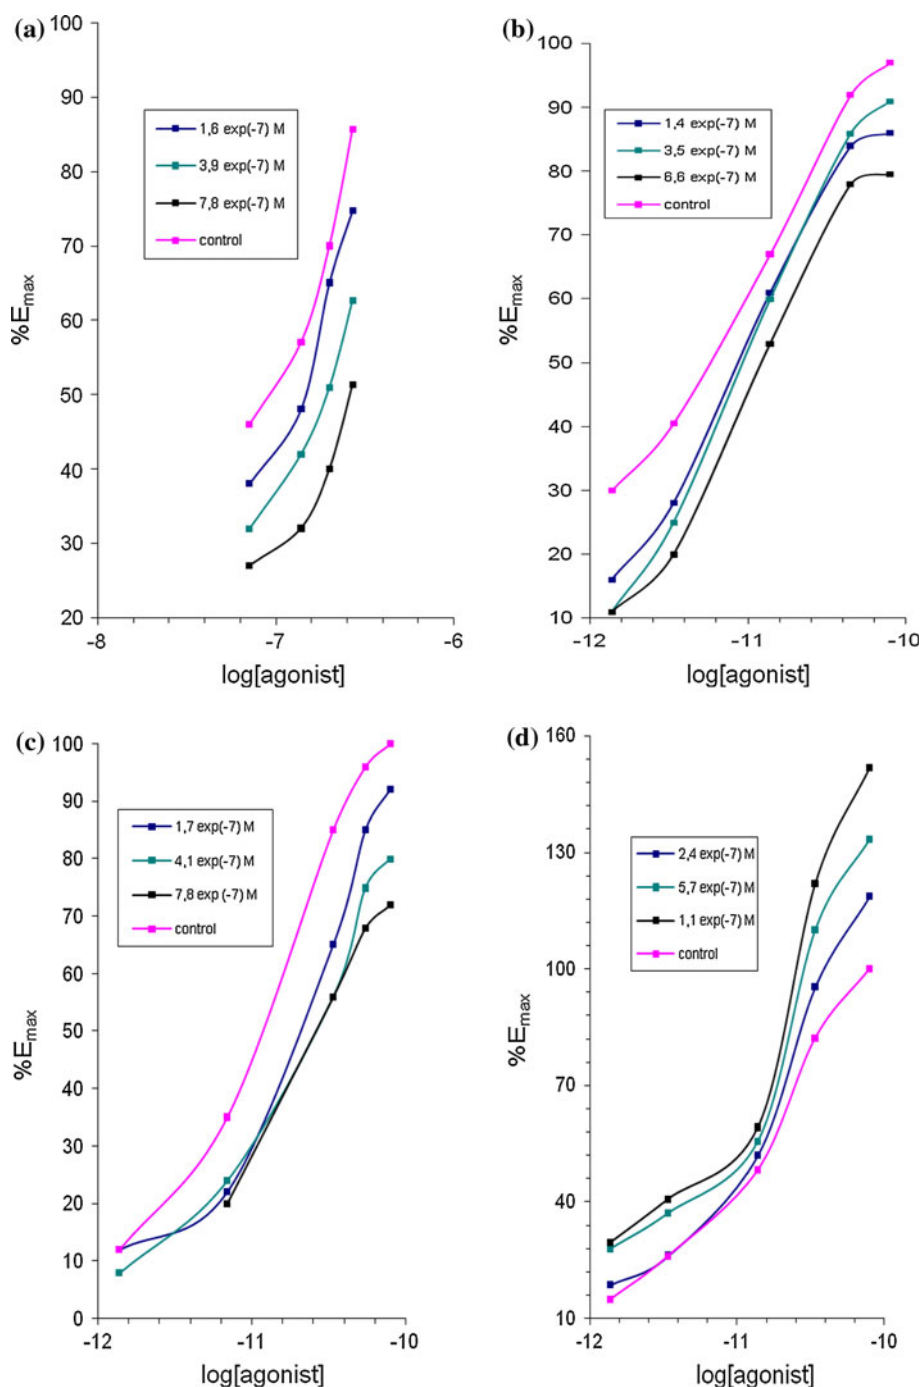 (a)
100
90
80
70
60
50
40
30
20
%Emax
1,6 exp(-7) M
3,9 exp(-7) M
7,8 exp(-7) M
control
-8 -7 -6
log[agonist]
(b)
100
90
80
70
60
50
40
30
20
10
%Emax
1,4 exp(-7) M
3,5 exp(-7) M
6,6 exp(-7) M
control
-12 -11 -10
log[agonist]
(c)
100
90
80
70
60
50
40
30
20
10
0
%Emax
1,7 exp(-7) M
4,1 exp(-7) M
7,8 exp (-7) M
control
-12 -11 -10
log[agonist]
(d)
160
130
100
70
40
10
%Emax
2,4 exp(-7) M
5,7 exp(-7) M
1,1 exp(-7) M
control
-12 -11 -10
log[agonist]